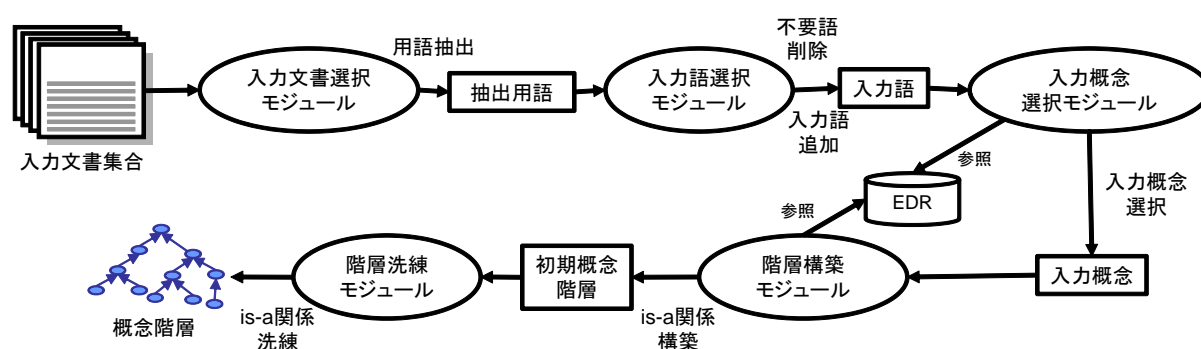 用語抽出
不要語
削除
入力文書選択
モジュール
抽出用語
入力語選択
モジュール
入力語
入力概念
選択モジュール
入力語
追加
入力文書集合
参照
EDR
参照
入力概念
選択
階層洗練
モジュール
初期概念
階層
階層構築
モジュール
入力概念
is-a関係
洗練
is-a関係
構築
概念階層